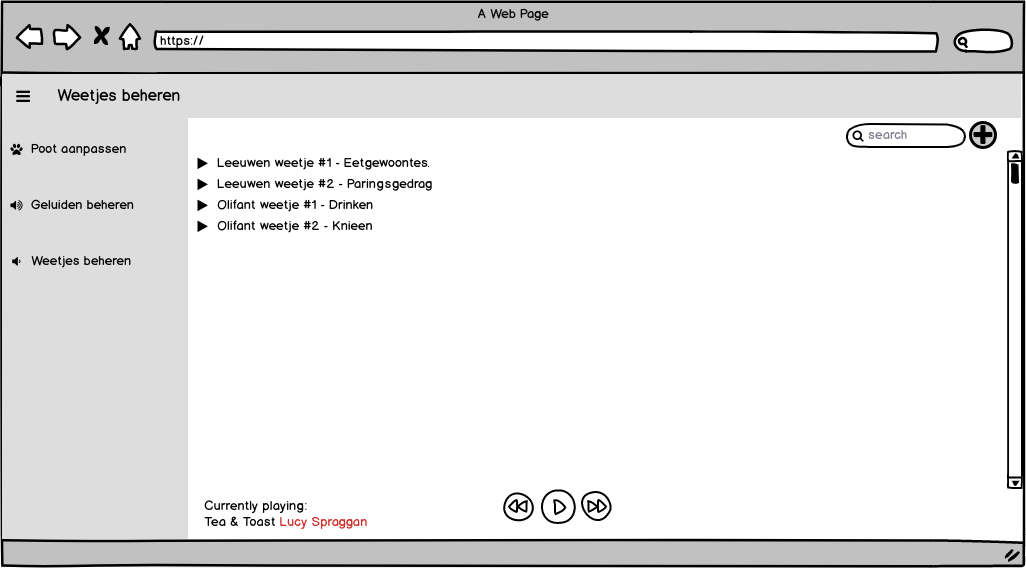 A Web Page
https://
Weetjes beheren
search
Poot aanpassen
Geluiden beheren
Weetjes beheren
Leeuwen weetje #1 - Eetgewoontes.
Leeuwen weetje #2 - Paringsgedrag
Olifant weetje #1 - Drinken
Olifant weetje #2 - Knieen
Currently playing:
Tea & Toast Lucy Spraggan